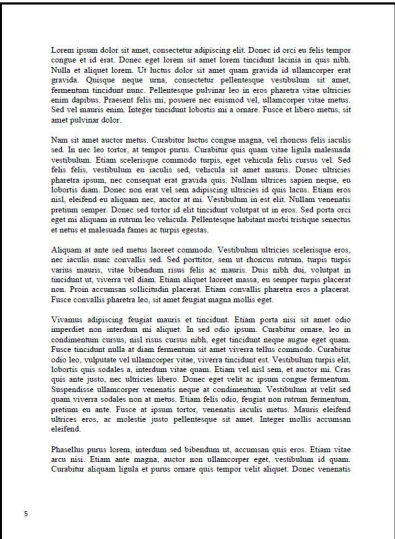 Lorem ipsum dolor sit amet, consectetur adipiscing elit. Donec id orci eu felis tempor
congue et id erat. Donec eget lorem sit amet lorem tincidunt lacinia in quis nibh.
Nulla et aliquet lorem. Ut luctus dolor sit amet quam gravida id ullamcorper erat
gravida. Quisque neque urna, consectetur pellentesque vestibulum sit amet,
fermentum tincidunt nunc. Pellentesque pulvinar leo in eros pharetra vitae ultricies
enim dapibus. Praesent felis mi, posuere nec euismod vel, ullamcorper vitae metus.
Sed vel mauris enim. Integer tincidunt lobortis mi a ornare. Fusce et libero metus, sit
amet pulvinar dolor.
Nam sit amet auctor metus. Curabitur luctus congue magna, vel rhoncus felis iaculis
sed. In nec leo tortor, at tempor purus. Curabitur quis quam vitae ligula malesuada
vestibulum. Etiam scelerisque commodo turpis, eget vehicula felis cursus vel. Sed
felis felis, vestibulum eu iaculis sed, vehicula sit amet mauris. Donec ultricies
pharetra ipsum, nec consequat erat gravida quis. Nullam ultrices sapien neque, eu
lobortis diam. Donec non erat vel sem adipiscing ultricies id quis lacus. Etiam eros
nisl, eleifend eu aliquam nec, auctor at mi. Vestibulum in est elit. Nullam venenatis
pretium semper. Donec sed tortor id elit tincidunt volutpat ut in eros. Sed porta orci
eget mi aliquam in rutrum leo vehicula. Pellentesque habitant morbi tristique senectus
et netus et malesuada fames ac turpis egestas.
Aliquam at ante sed metus laoreet commodo. Vestibulum ultricies scelerisque eros,
nec iaculis nunc convallis sed. Sed porttitor, sem ut rhoncus rutrum, turpis turpis
varius mauris, vitae bibendum risus felis ac mauris. Duis nibh dui, volutpat in
tincidunt ut, viverra vel diam. Etiam aliquet laoreet massa, eu semper turpis placerat
non. Proin accumsan sollicitudin placerat. Etiam convallis pharetra eros a placerat.
Fusce convallis pharetra leo, sit amet feugiat magna mollis eget.
Vivamus adipiscing feugiat mauris et tincidunt. Etiam porta nisi sit amet odio
imperdiet non interdum mi aliquet. In sed odio ipsum. Curabitur ornare, leo in
condimentum cursus, nisl risus cursus nibh, eget tincidunt neque augue eget quam.
Fusce tincidunt nulla at diam fermentum sit amet viverra tellus commodo. Curabitur
odio leo, vulputate vel ullamcorper vitae, viverra tincidunt est. Vestibulum turpis elit,
lobortis quis sodales a, interdum vitae quam. Etiam vel nisl sem, et auctor mi. Cras
quis ante justo, nec ultricies libero. Donec eget velit ac ipsum congue fermentum.
Suspendisse ullamcorper venenatis neque at condimentum. Vestibulum at velit sed
quam viverra sodales non at metus. Etiam felis odio, feugiat non rutrum fermentum,
pretium eu ante. Fusce at ipsum tortor, venenatis iaculis metus. Mauris eleifend
ultrices eros, ac molestie justo pellentesque sit amet. Integer mollis accumsan
eleifend.
Phasellus purus lorem, interdum sed bibendum ut, accumsan quis eros. Etiam vitae
arcu nisi. Etiam ante magna, auctor non ullamcorper eget, vestibulum id quam.
Curabitur aliquam ligula et purus ornare quis tempor velit aliquet. Donec venenatis
5